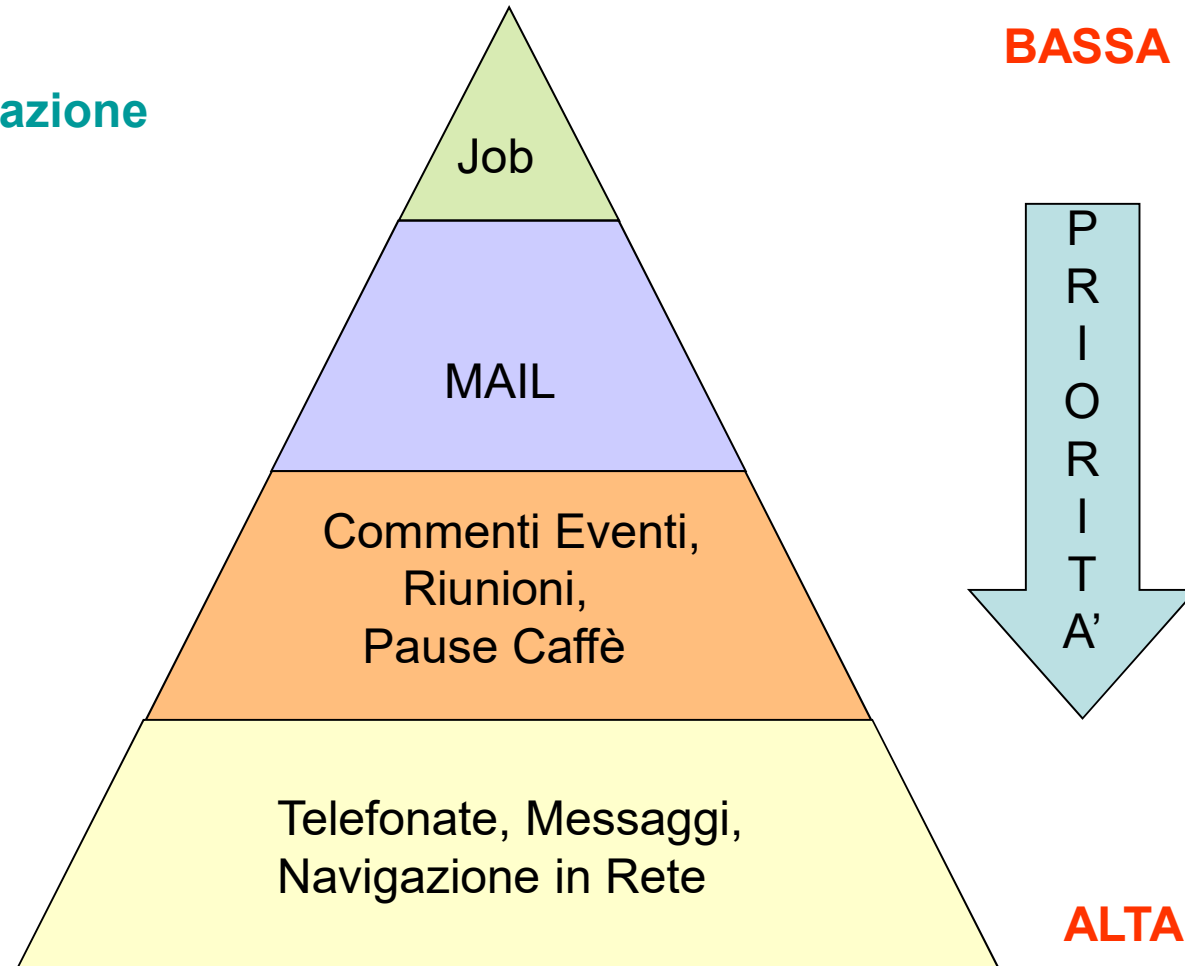 BASSA
azione
Job
P
R
I
O
R
I
T
A’
MAIL
Commenti Eventi,
Riunioni,
Pause Caffè
Telefonate, Messaggi,
Navigazione in Rete
ALTA